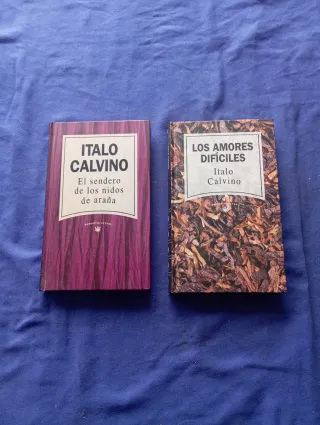 ITALO
CALVINO
El sendero
de los nidos
de araña
LOS AMORES
DIFÍCILES
Italo
Calvino